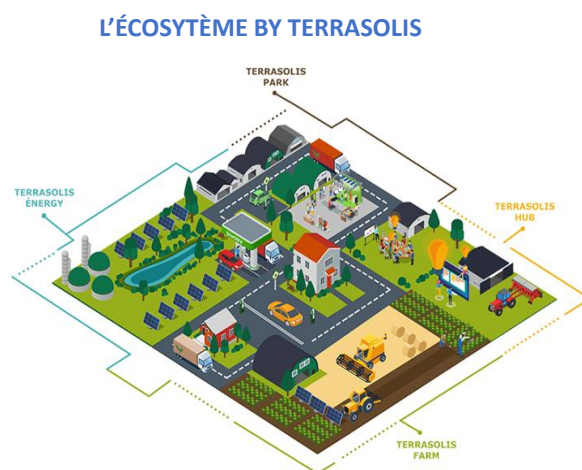 L'ÉCOSYTÈME BY TERRASOLIS
TERRASOLIS
PARK
TERRASOLIS
ÉNERGY
TERRASOLIS
HUB
TERRASOLIS
FARM